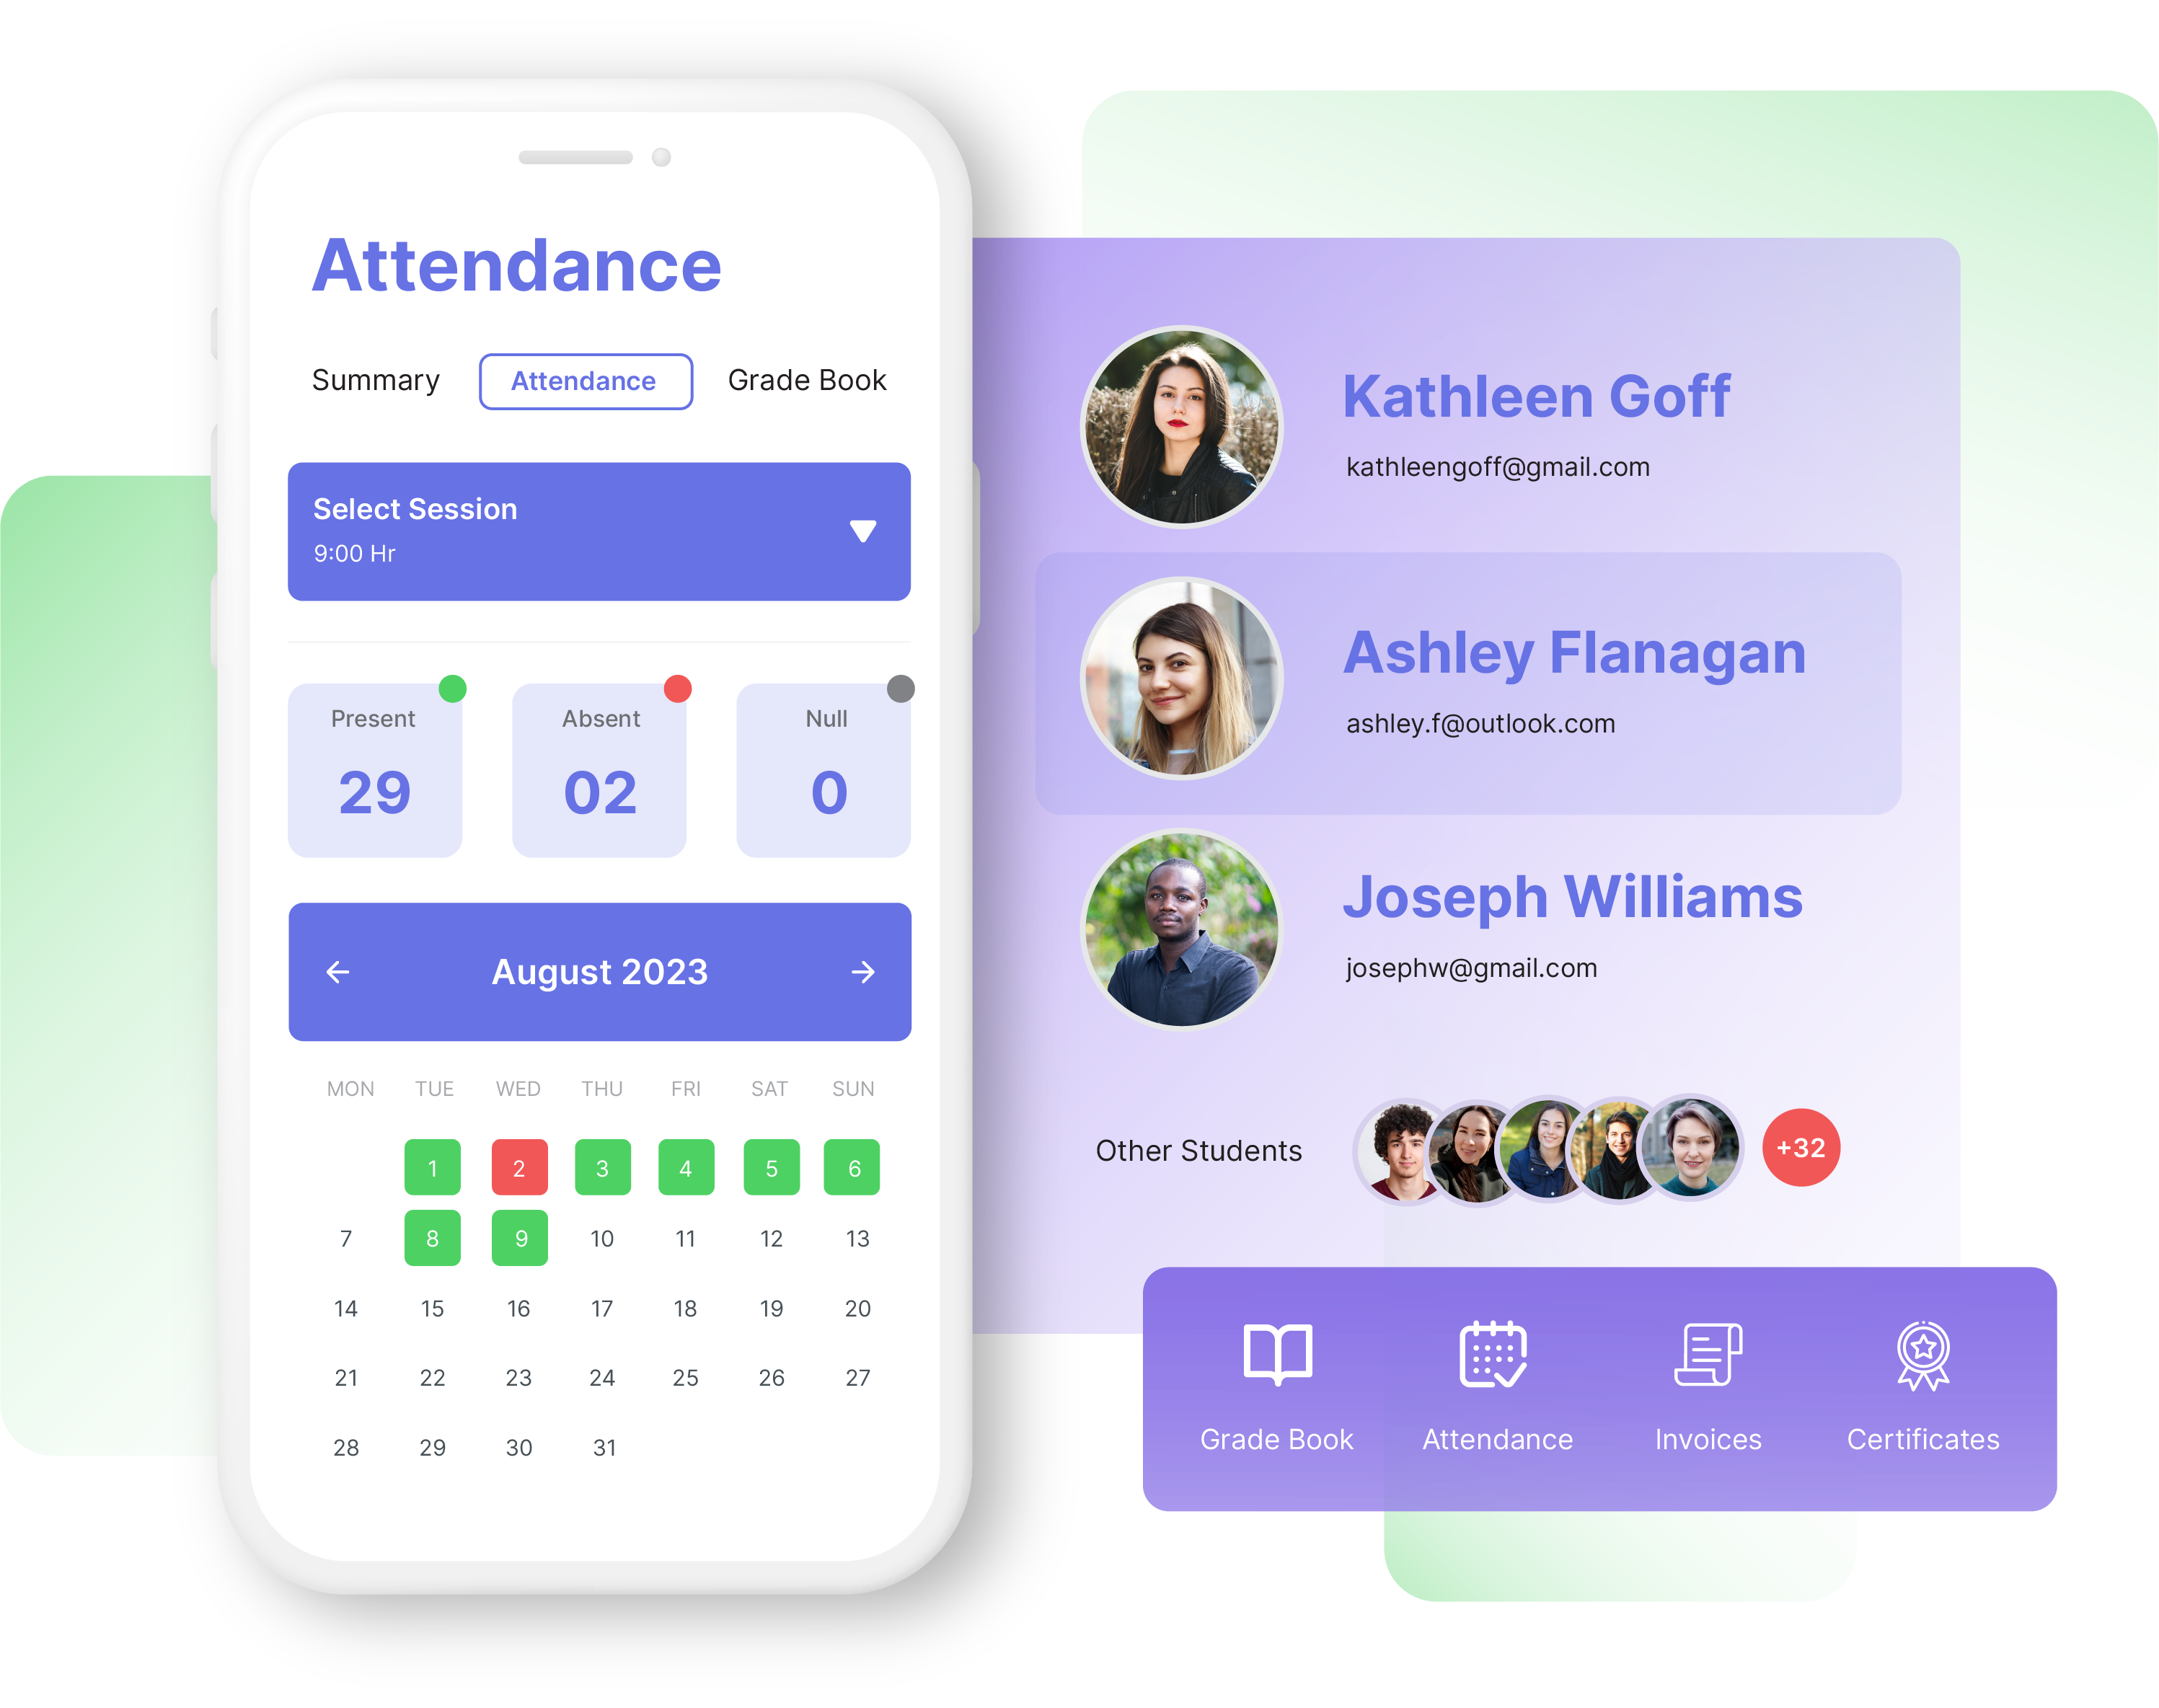 Attendance
Summary Attendance Grade Book
Select Session
9:00 Hr
Present Absent Null
29 02 0
August 2023
MON TUE WED THU FRI SAT SUN
1 2 3 4 5 6
7 8 9 10 11 12 13
14 15 16 17 18 19 20
21 22 23 24 25 26 27
28 29 30 31
Kathleen Goff
kathleengoff@gmail.com
Ashley Flanagan
ashley.f@outlook.com
Joseph Williams
josephw@gmail.com
Other Students +32
Grade Book Attendance Invoices Certificates